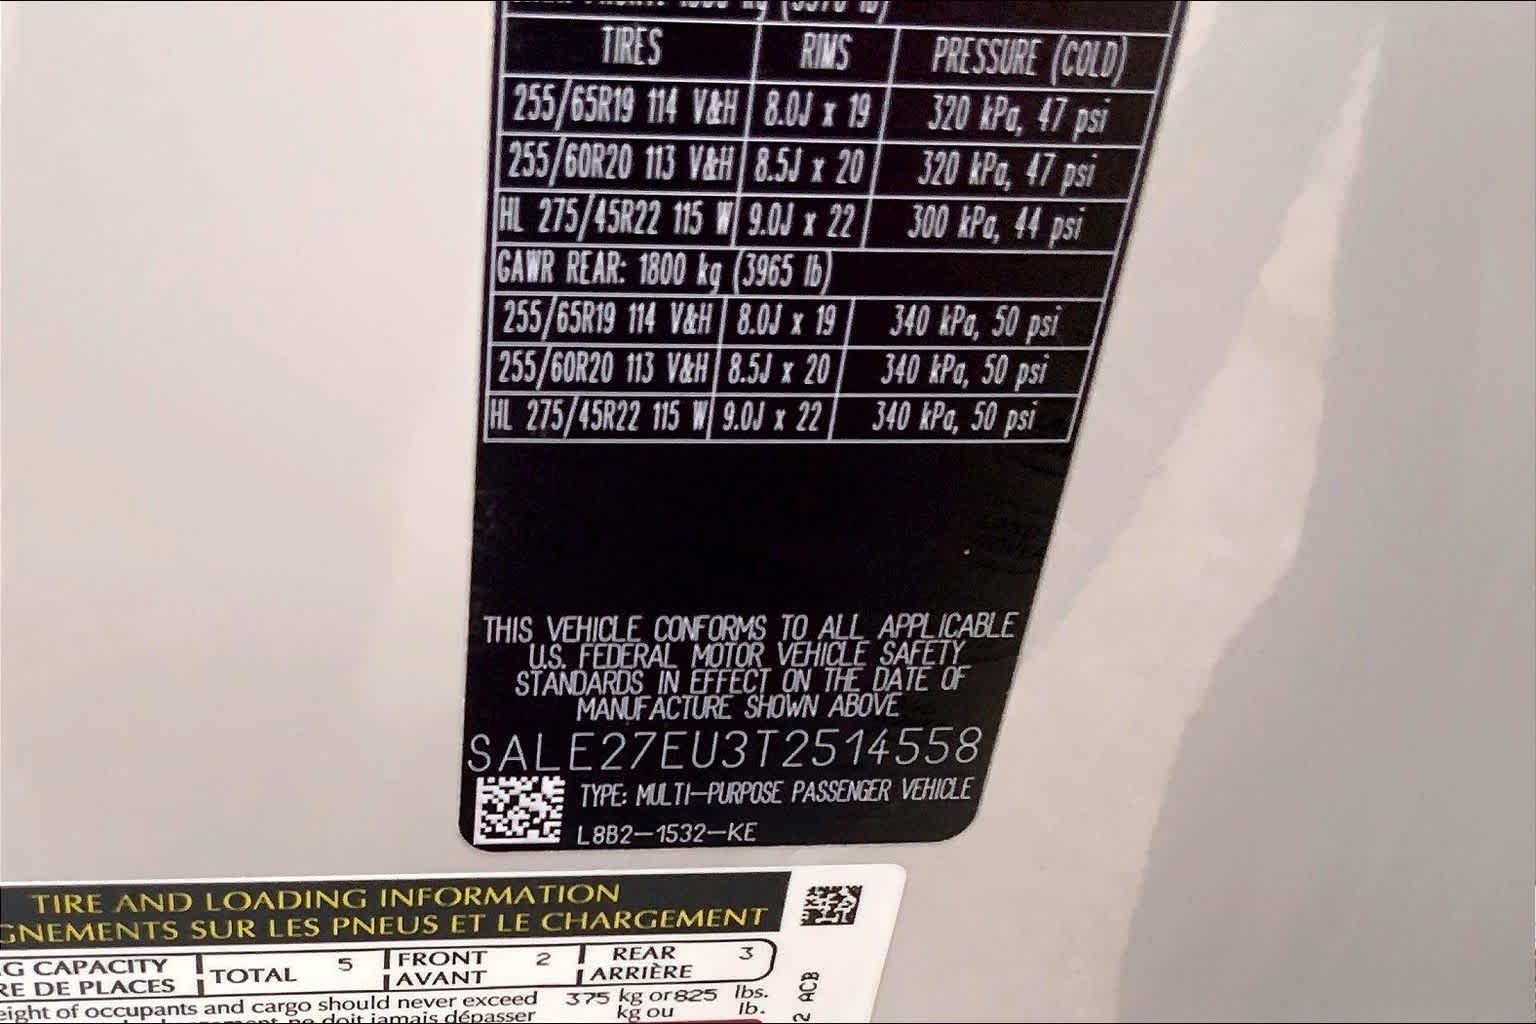 TIRES RIMS PRESSURE (COLD)
255/65R19 114 V&H 8.0J x 19 320 kPa, 47 psi
255/60R20 113 V&H 8.5J x 20 320 kPa, 47 psi
HL 275/45R22 115 W 9.0J x 22 300 kPa, 44 psi
GAWR REAR: 1800 kg (3965 lb)
255/65R19 114 V&H 8.0J x 19 340 kPa, 50 psi
255/60R20 113 V&H 8.5J x 20 340 kPa, 50 psi
HL 275/45R22 115 W 9.0J x 22 340 kPa, 50 psi
THIS VEHICLE CONFORMS TO ALL APPLICABLE
U.S. FEDERAL MOTOR VEHICLE SAFETY
STANDARDS IN EFFECT ON THE DATE OF
MANUFACTURE SHOWN ABOVE
SALE27EU3T2514558
TYPE: MULTI-PURPOSE PASSENGER VEHICLE
L8B2-1532-KE
TIRE AND LOADING INFORMATION
GNEMENTS SUR LES PNEUS ET LE CHARGEMENT
G CAPACITY TOTAL 5 FRONT 2 REAR 3
RE DE PLACES AVANT ARRIÈRE
eight of occupants and cargo should never exceed 375 kg or 825 lbs.
ne doit jamais dépasser kg ou lb.
2 ACB